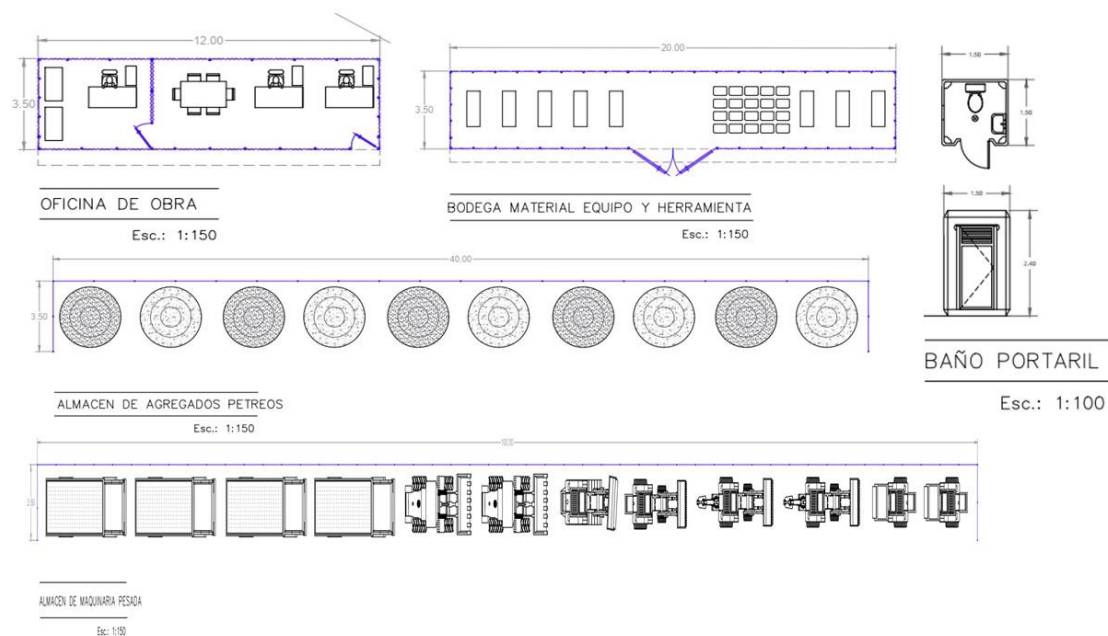 12.00
3.50
OFICINA DE OBRA
Esc.: 1:150
20.00
3.50
BODEGA MATERIAL EQUIPO Y HERRAMIENTA
Esc.: 1:150
1.50
1.50
1.50
2.40
BAÑO PORTARIL
Esc.: 1:100
40.00
3.50
ALMACEN DE AGREGADOS PETREOS
Esc.: 1:150
ALMACEN DE MAQUINARIA PESADA
Esc.: 1:150